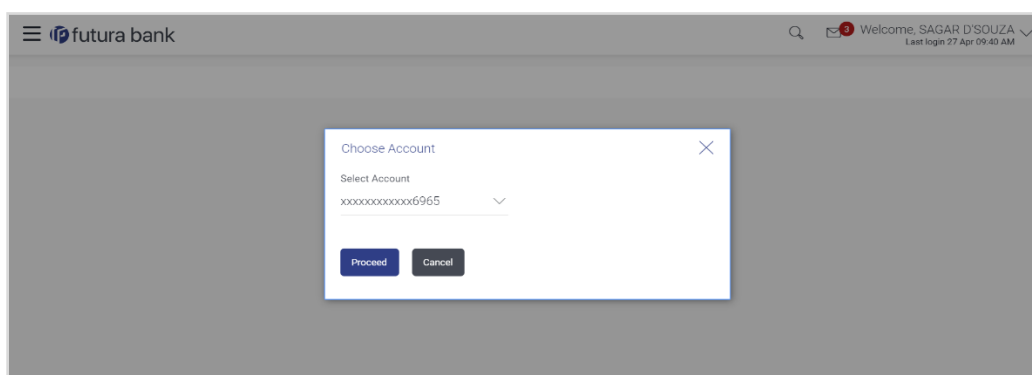 futura bank
3
Welcome, SAGAR D'SOUZA
Last login 27 Apr 09:40 AM
Choose Account
Select Account
xxxxxxxxxxxx6965
Proceed
Cancel